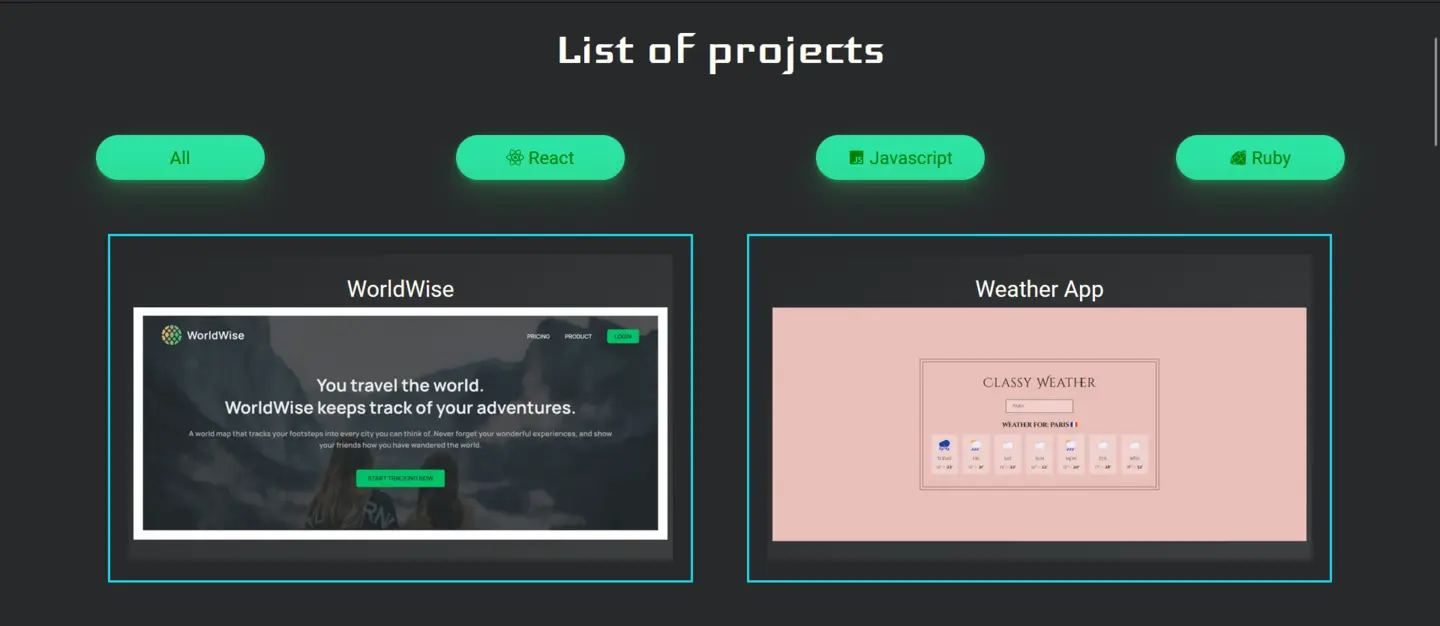 List of projects
All
React
JS Javascript
Ruby
WorldWise
WorldWise
PRICING PRODUCT LOGIN
You travel the world.
WorldWise keeps track of your adventures.
A world map that tracks your footsteps into every city you can think of. Never forget your wonderful experiences, and show
your friends how you have wandered the world.
START TRACKING NOW
Weather App
CLASSY WEATHER
WEATHER FOR: PARIS